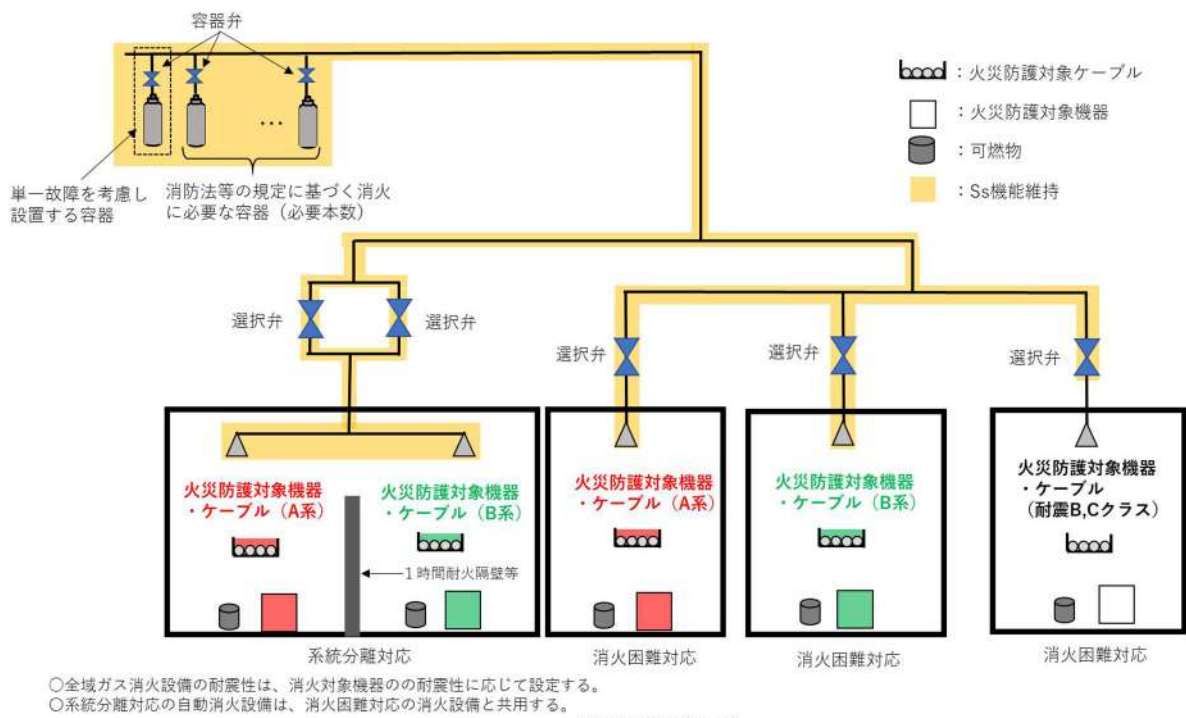 容器弁
…
単一故障を考慮し
設置する容器
消防法等の規定に基づく消火
に必要な容器（必要本数）
：火災防護対象ケーブル
：火災防護対象機器
：可燃物
：Ss機能維持
選択弁
選択弁
選択弁
選択弁
選択弁
火災防護対象機器
・ケーブル（A系）
火災防護対象機器
・ケーブル（B系）
1時間耐火隔壁等
火災防護対象機器
・ケーブル（A系）
火災防護対象機器
・ケーブル（B系）
火災防護対象機器
・ケーブル
（耐震B,Cクラス）
系統分離対応
消火困難対応
消火困難対応
消火困難対応
○全域ガス消火設備の耐震性は、消火対象機器のの耐震性に応じて設定する。
○系統分離対応の自動消火設備は、消火困難対応の消火設備と共用する。